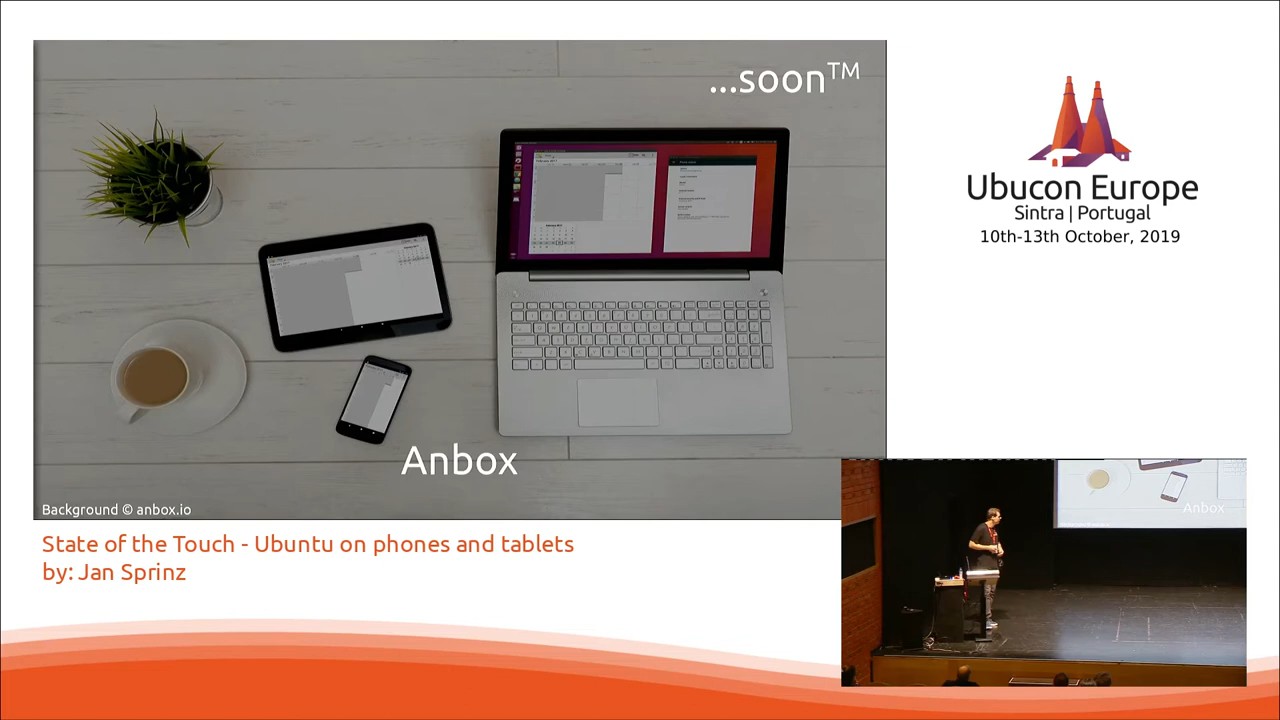 ...soon™
Anbox
Background © anbox.io
Ubucon Europe
Sintra | Portugal
10th-13th October, 2019
State of the Touch - Ubuntu on phones and tablets
by: Jan Sprinz
Anbox